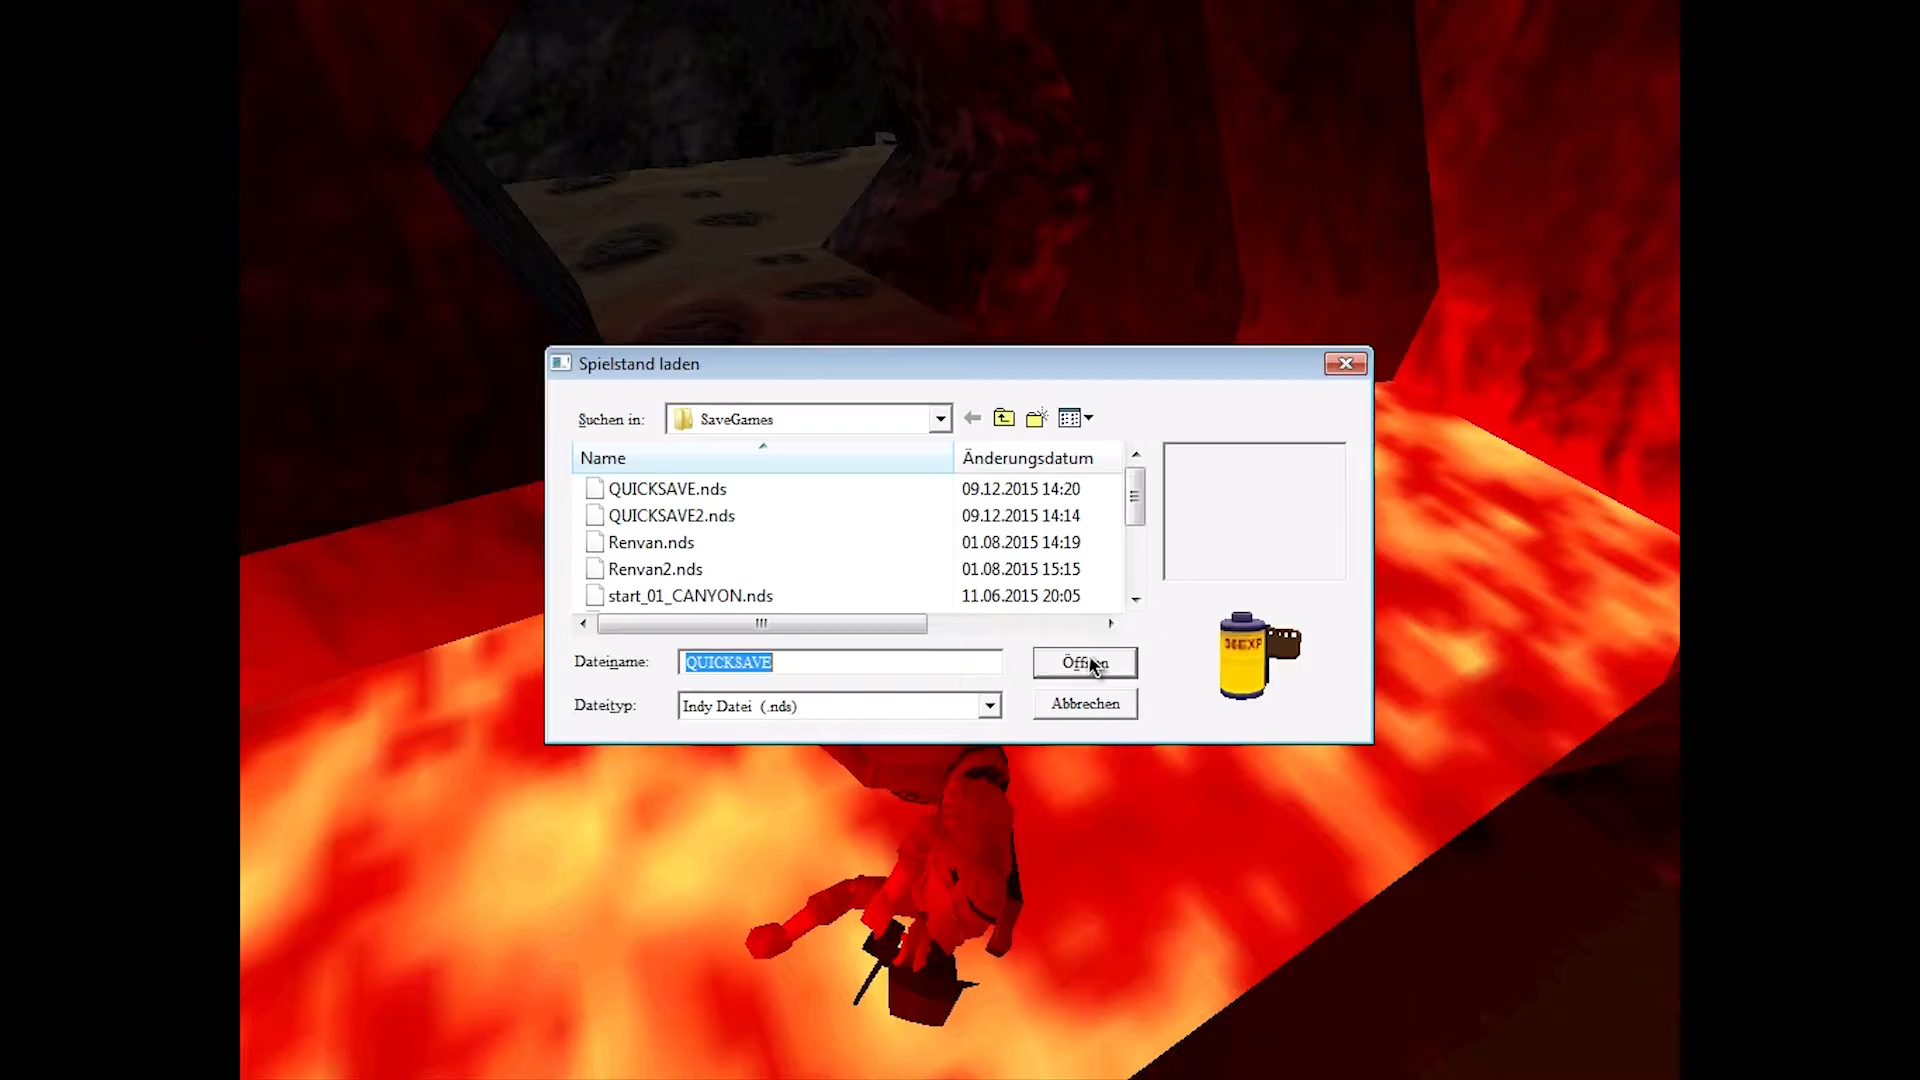 Spielstand laden
Suchen in: SaveGames
Name Änderungsdatum
QUICKSAVE.nds 09.12.2015 14:20
QUICKSAVE2.nds 09.12.2015 14:14
Renvan.nds 01.08.2015 14:19
Renvan2.nds 01.08.2015 15:15
start_01_CANYON.nds 11.06.2015 20:05
Dateiname: QUICKSAVE Öffnen
Dateityp: Indy Datei (.nds) Abbrechen